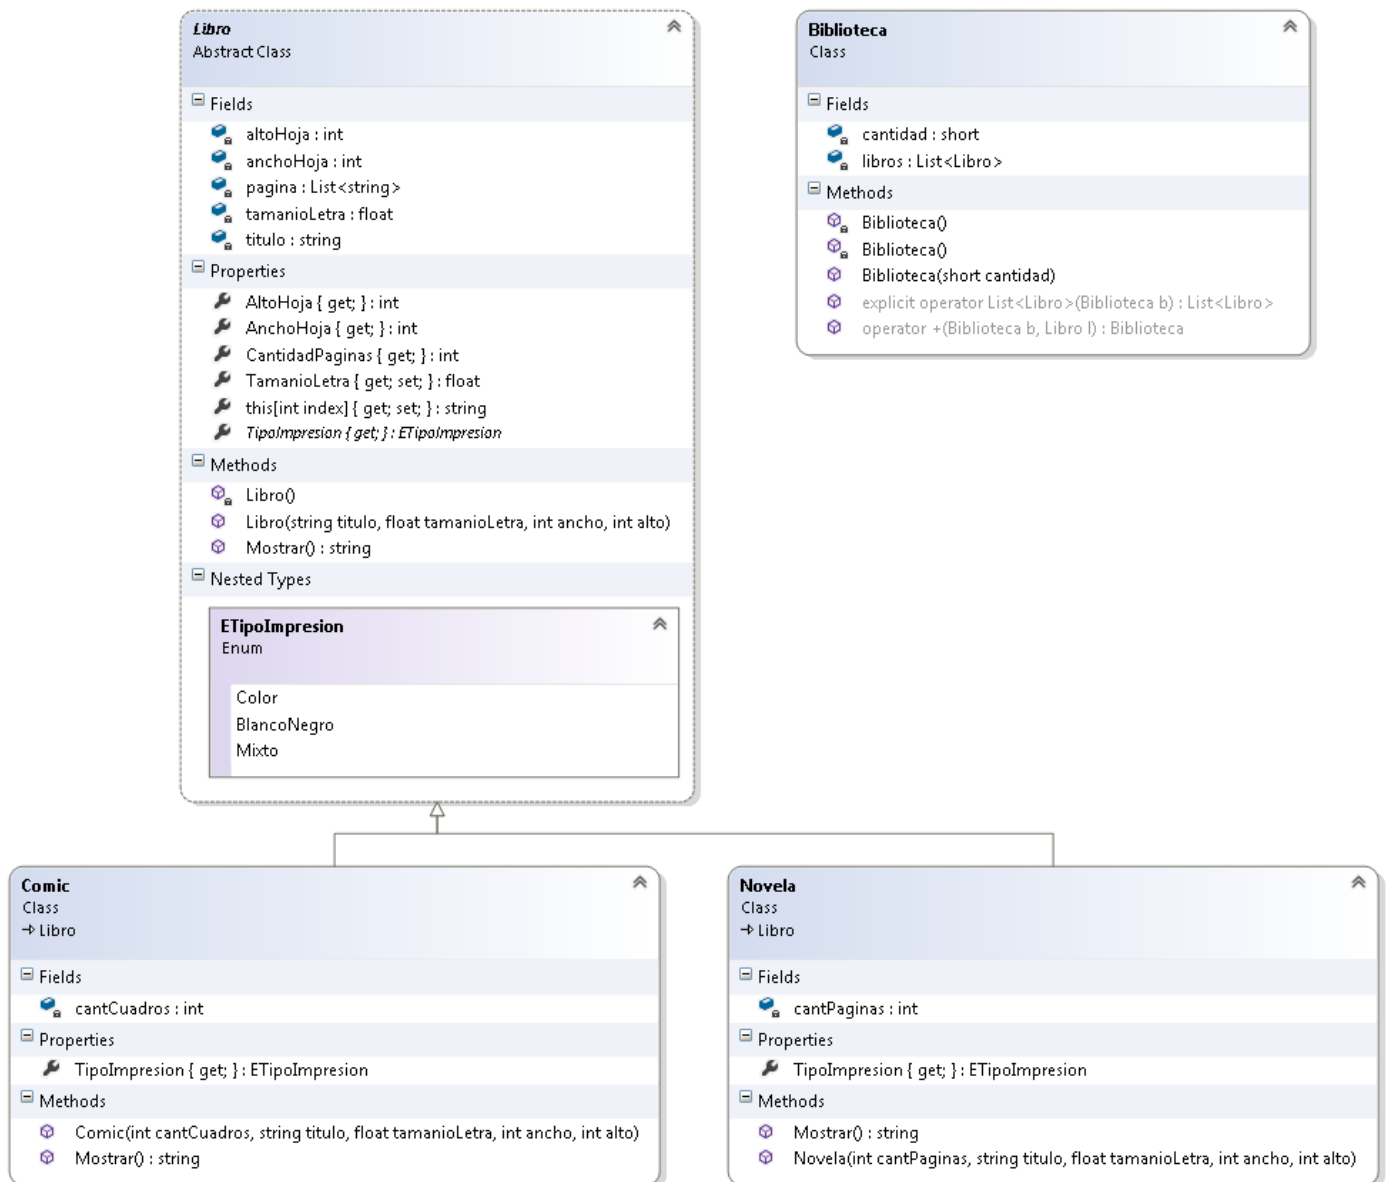 Libro
Abstract Class
Fields
altoHoja : int
anchoHoja : int
pagina : List<string>
tamanioLetra : float
titulo : string
Properties
AltoHoja { get; } : int
AnchoHoja { get; } : int
CantidadPaginas { get; } : int
TamanioLetra { get; set; } : float
this[int index] { get; set; } : string
TipoImpresion { get; } : ETipoImpresion
Methods
Libro()
Libro(string titulo, float tamanioLetra, int ancho, int alto)
Mostrar() : string
Nested Types
ETipoImpresion
Enum
Color
BlancoNegro
Mixto
Biblioteca
Class
Fields
cantidad : short
libros : List<Libro>
Methods
Biblioteca()
Biblioteca()
Biblioteca(short cantidad)
explicit operator List<Libro>(Biblioteca b) : List<Libro>
operator +(Biblioteca b, Libro l) : Biblioteca
Comic
Class
Libro
Fields
cantCuadros : int
Properties
TipoImpresion { get; } : ETipoImpresion
Methods
Comic(int cantCuadros, string titulo, float tamanioLetra, int ancho, int alto)
Mostrar() : string
Novela
Class
Libro
Fields
cantPaginas : int
Properties
TipoImpresion { get; } : ETipoImpresion
Methods
Mostrar() : string
Novela(int cantPaginas, string titulo, float tamanioLetra, int ancho, int alto)